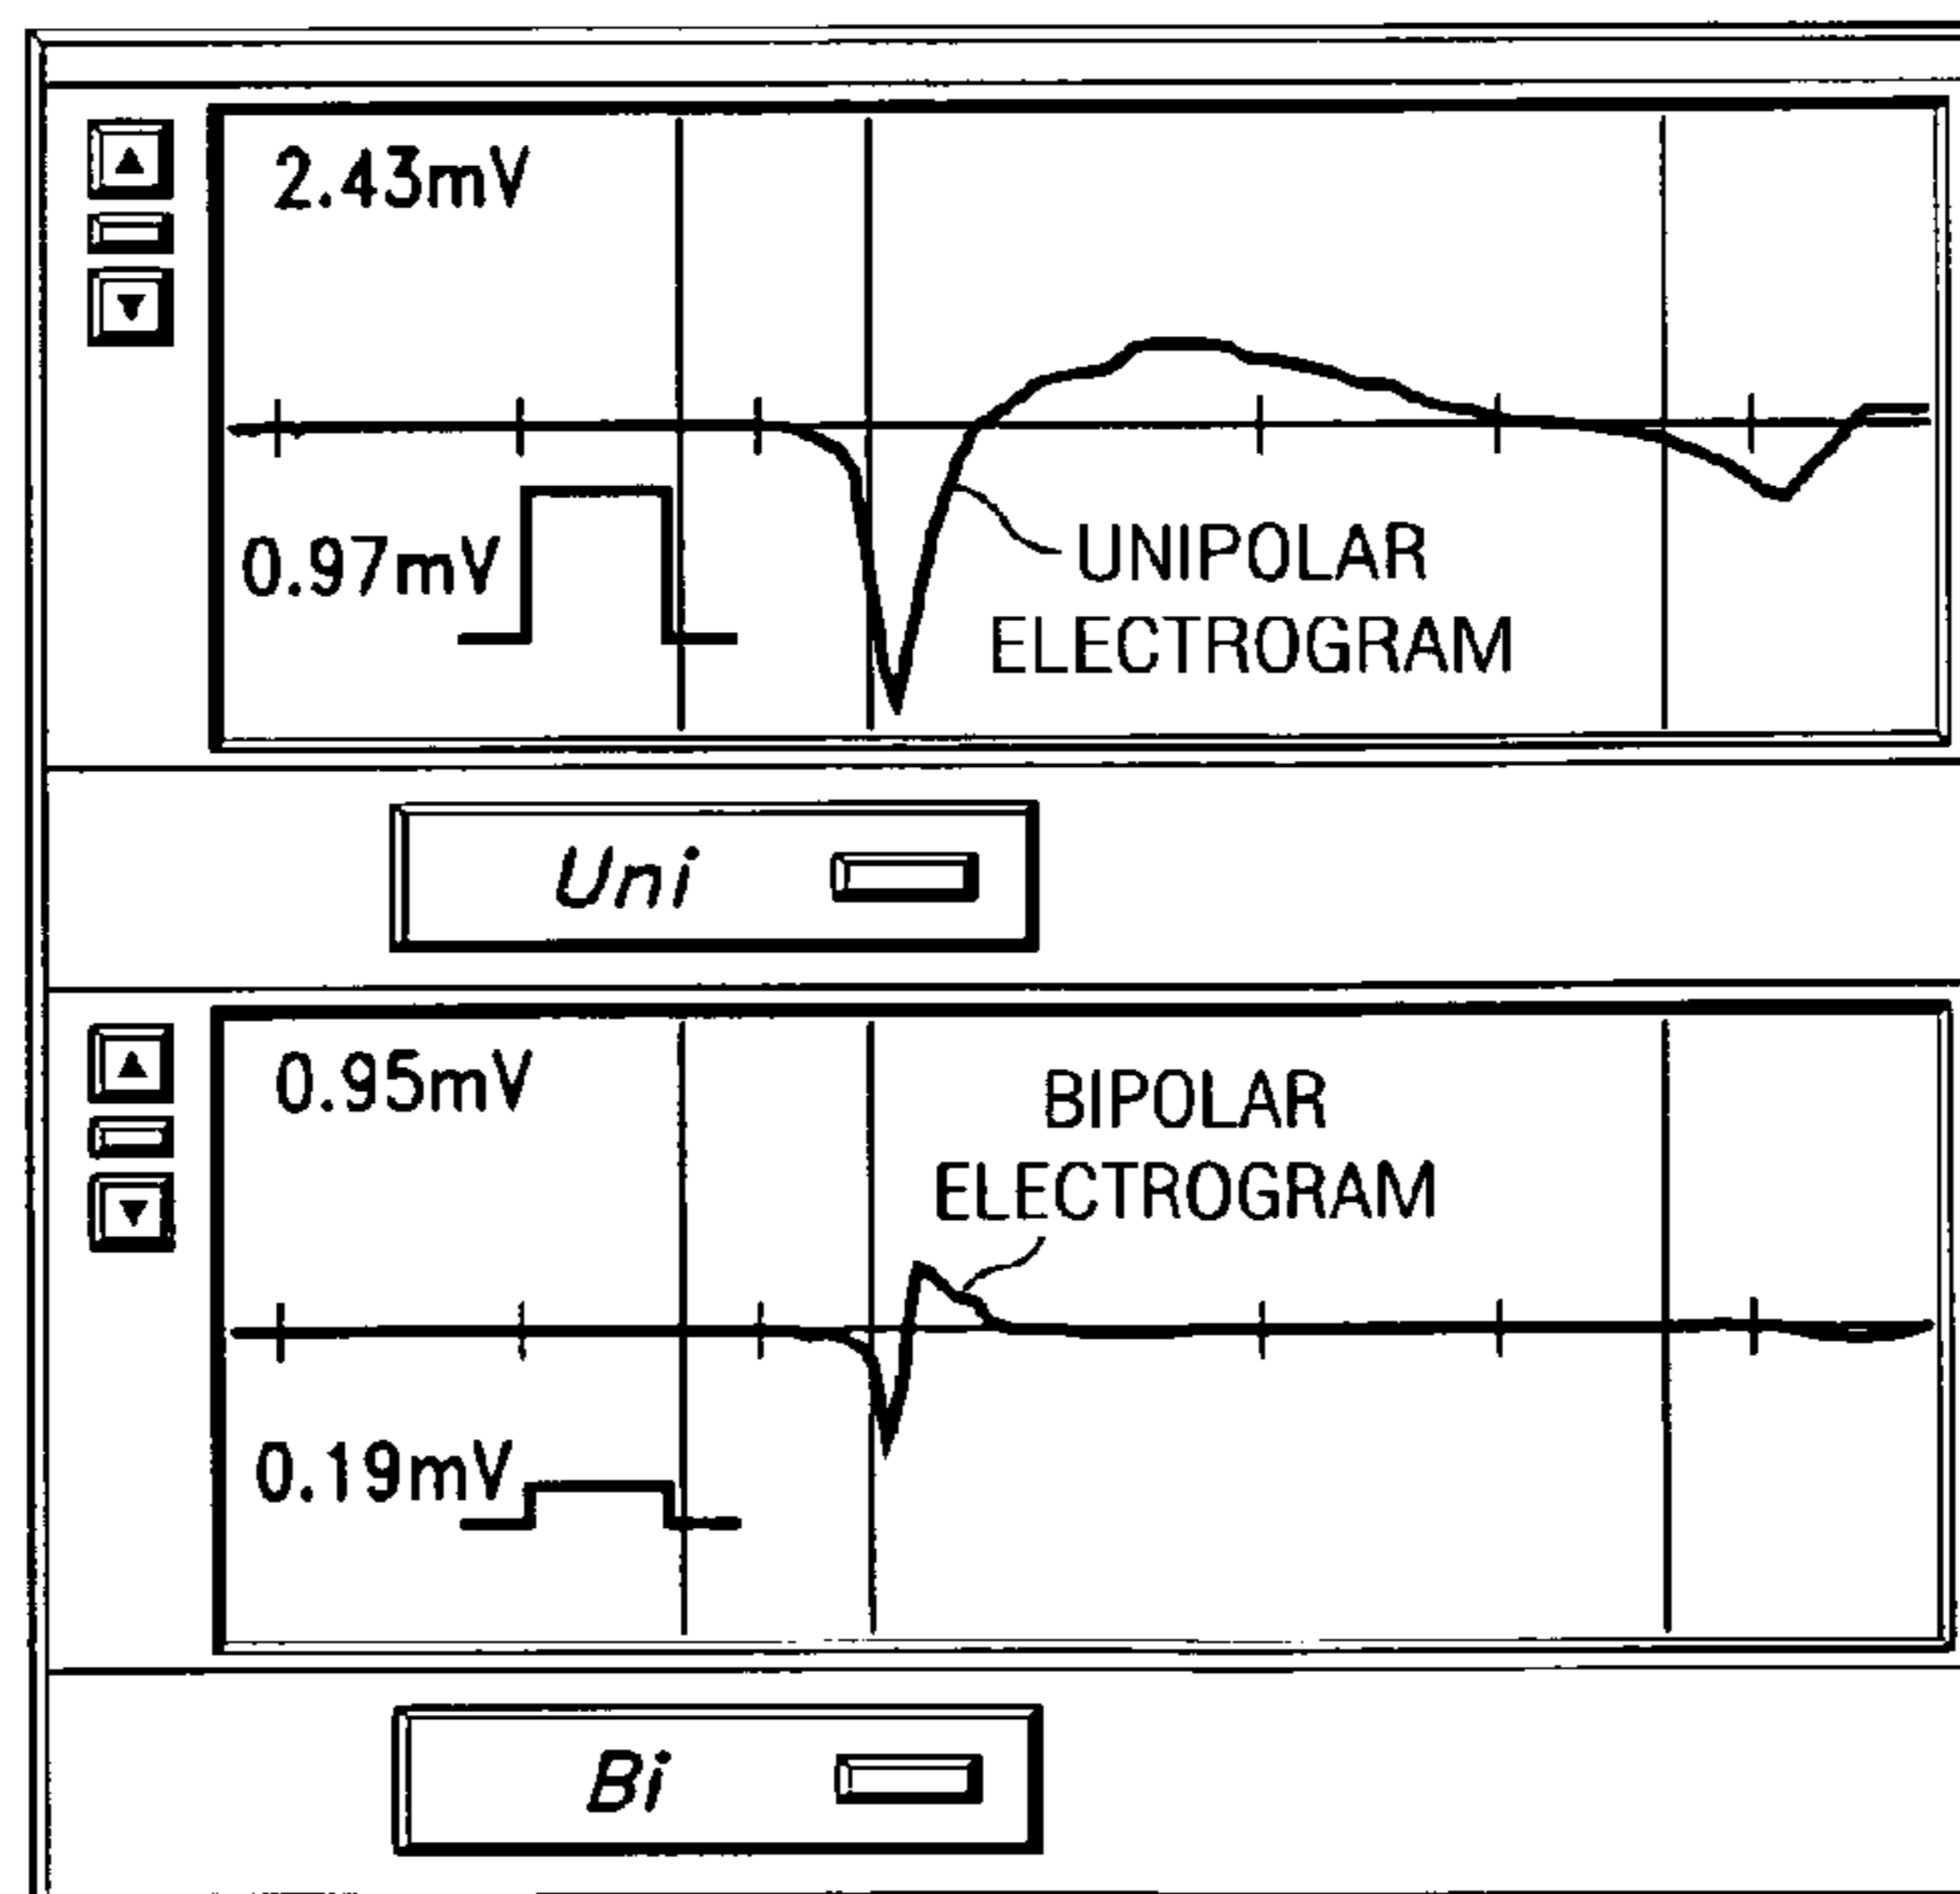 2.43mV
0.97mV
UNIPOLAR
ELECTROGRAM
Uni
0.95mV
BIPOLAR
ELECTROGRAM
0.19mV
Bi